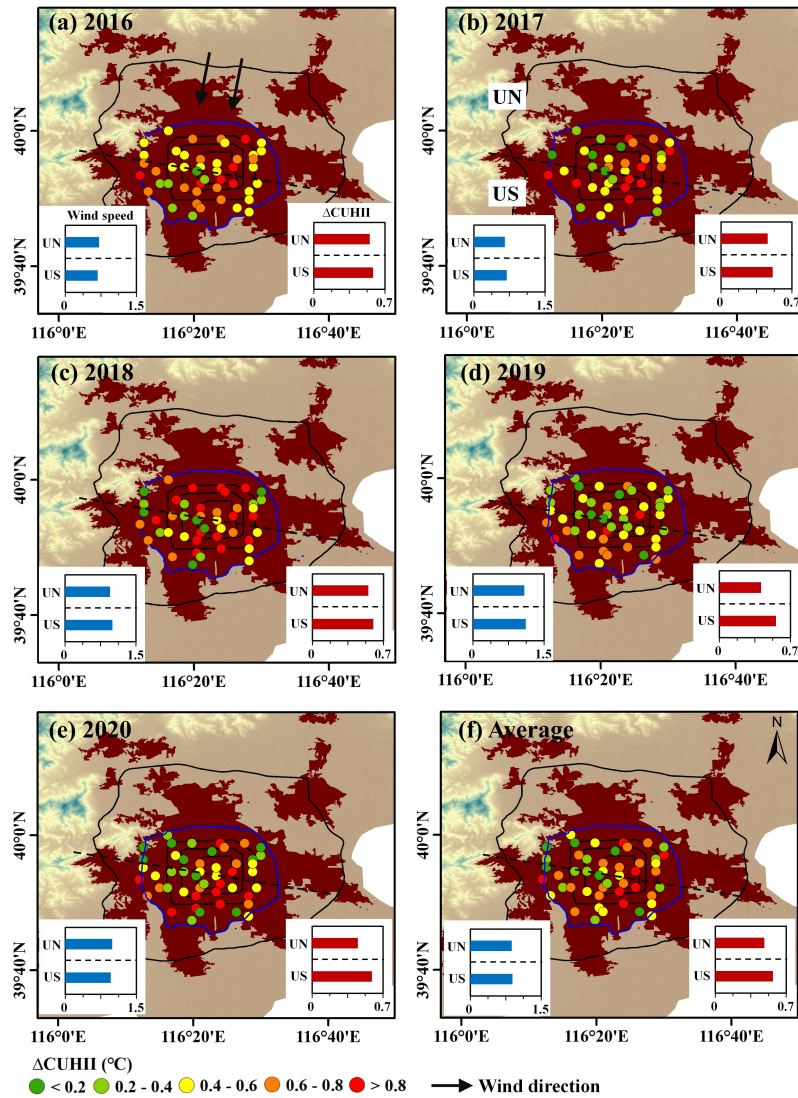 (a) 2016
Wind speed
UN
US
0
1.5
ΔCUHII
UN
US
0
0.7
40°0'N
39°40'N
116°0'E
116°20'E
116°40'E
(b) 2017
UN
US
UN
US
0
1.5
UN
US
0
0.7
116°0'E
116°20'E
116°40'E
(c) 2018
UN
US
0
1.5
UN
US
0
0.7
40°0'N
39°40'N
116°0'E
116°20'E
116°40'E
(d) 2019
UN
US
0
1.5
UN
US
0
0.7
116°0'E
116°20'E
116°40'E
(e) 2020
UN
US
0
1.5
UN
US
0
0.7
40°0'N
39°40'N
116°0'E
116°20'E
116°40'E
(f) Average
N
UN
US
0
1.5
UN
US
0
0.7
116°0'E
116°20'E
116°40'E
ΔCUHII (°C)
< 0.2 0.2 - 0.4 0.4 - 0.6 0.6 - 0.8 > 0.8 Wind direction